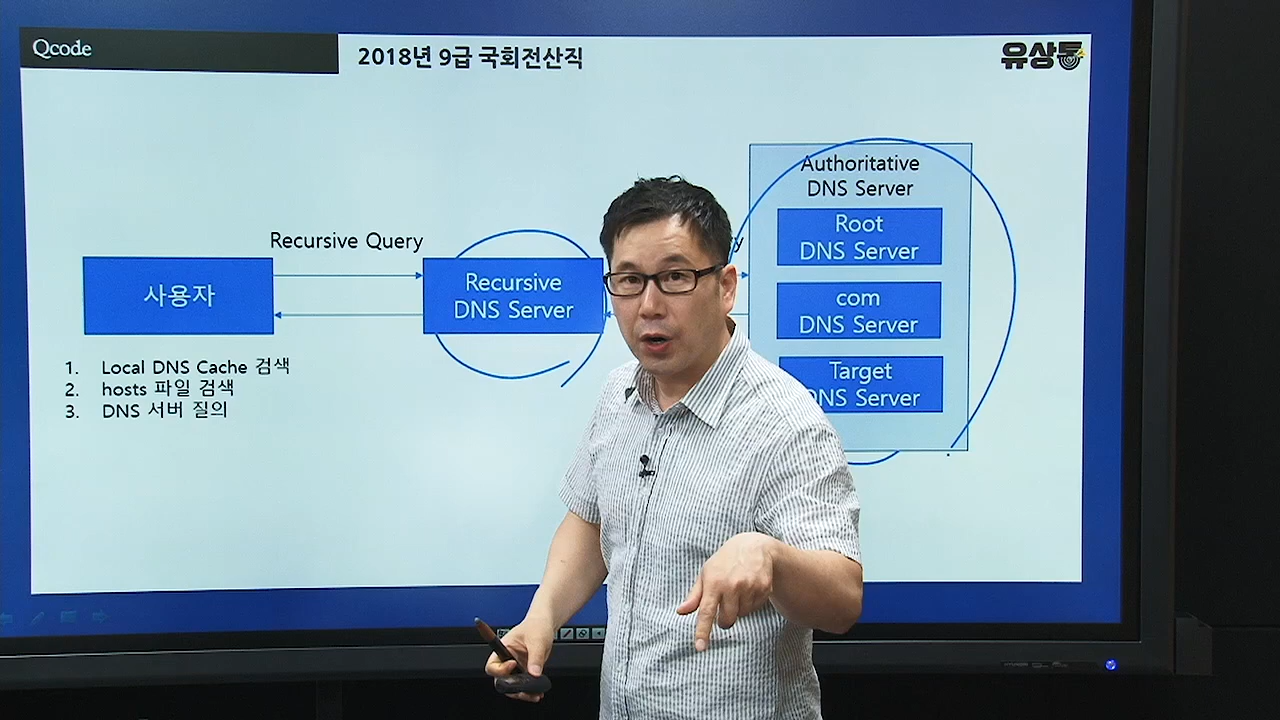 Qcode
2018년 9급 국회전산직
유상통
Authoritative
DNS Server
Root
DNS Server
Recursive Query
y
사용자
Recursive
DNS Server
com
DNS Server
Target
DNS Server
1. Local DNS Cache 검색
2. hosts 파일 검색
3. DNS 서버 질의